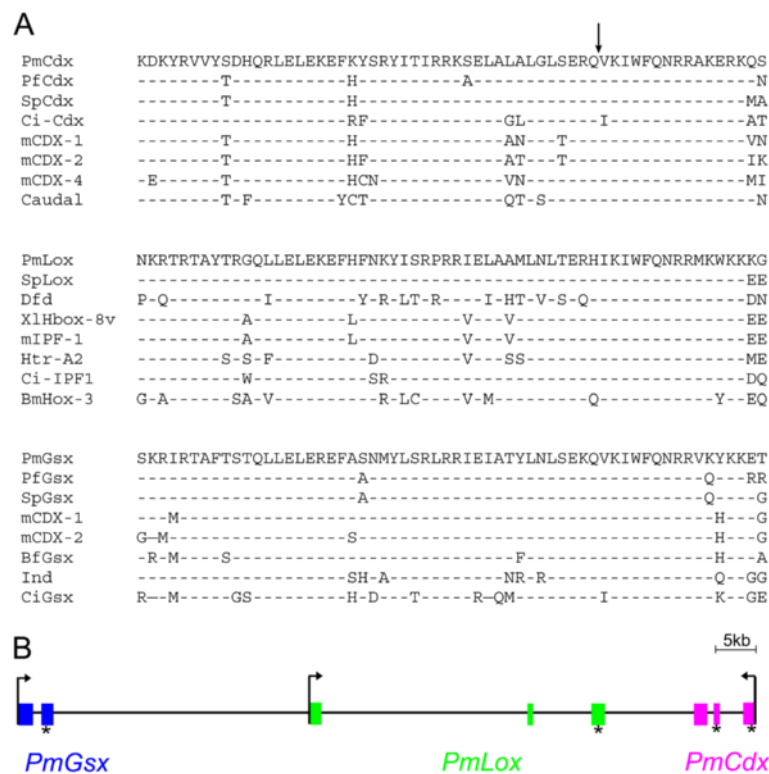 A
PmCdx KDKYRVVYSDHQRLELEKEFKYSRYITIRRKSELALALGLSERQVKIWFQNRRAKERKQS
PfCdx --------T-----------H----------A---------------------------N
SpCdx --------T-----------H-------------------------------------MA
Ci-Cdx --------------------RF-------------GL-------I-------------AT
mCDX-1 --------T-----------H--------------AN---T-----------------VN
mCDX-2 --------T-----------HF-------------AT---T-----------------IK
mCDX-4 -E------T-----------HCN------------VN---------------------MI
Caudal --------T-F--------YCT-------------QT-S--------------------N
PmLox NKRTRTAYTRGQLLELEKEFHFNKYISRPRRIELAAMLNLTERHIKIWFQNRRMKWKKKG
SpLox ----------------------------------------------------------EE
Dfd P-Q---------I--------Y-R-LT-R----I-HT-V-S-Q---------------DN
XlHbox-8v ----------A---------L----------V---V----------------------EE
mIPF-1 ----------A---------L----------V---V----------------------EE
Htr-A2 --------S-S-F---------D--------V---SS---------------------ME
Ci-IPF1 ----------W-----------SR----------------------------------DQ
BmHox-3 G-A------SA-V----------R-LC----V-M---------Q-----------Y--EQ
PmGsx SKRIRTAFTSTQLLELEREFASNMYLSRLRRIEIATYLNLSEKQVKIWFQNRRVKYKKET
PfGsx ---------------------A--------------------------------Q---RR
SpGsx ---------------------A--------------------------------Q----G
mCDX-1 ---M---------------------------------------------------H---G
mCDX-2 G—M-----------------S----------------------------------H---G
BfGsx -R-M----S---------------------------F------------------H---A
Ind --------------------SH-A-----------NR-R----------------Q--GG
CiGsx R—-M-----GS---------H-D---T-----R—QM--------I----------K--GE
B
5kb
* * * *
PmGsx PmLox PmCdx